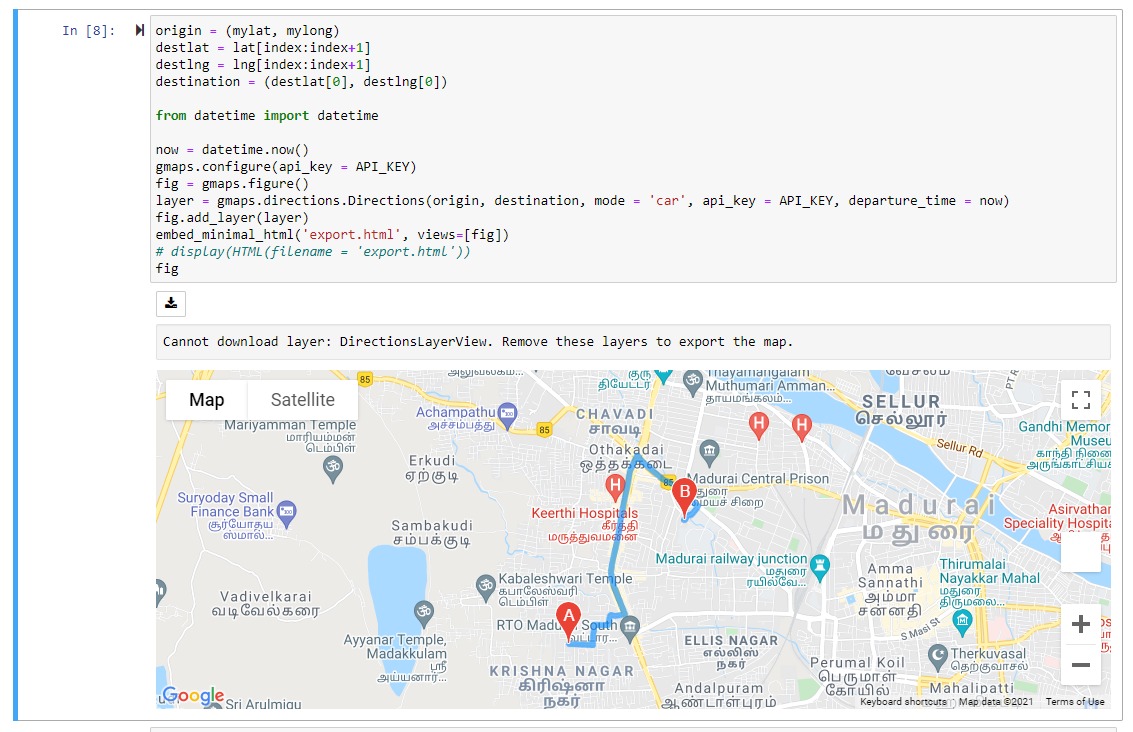 In [8]:
origin = (mylat, mylong)
destlat = lat[index:index+1]
destlng = lng[index:index+1]
destination = (destlat[0], destlng[0])
from datetime import datetime
now = datetime.now()
gmaps.configure(api_key = API_KEY)
fig = gmaps.figure()
layer = gmaps.directions.Directions(origin, destination, mode = 'car', api_key = API_KEY, departure_time = now)
fig.add_layer(layer)
embed_minimal_html('export.html', views=[fig])
# display(HTML(filename = 'export.html'))
fig
Cannot download layer: DirectionsLayerView. Remove these layers to export the map.
Map
Satellite
85
குரு
தியேட்டர்
Thayamangalam
Muthumari Amman...
தாயமங்கலம்...
SELLUR
செல்லூர்
PT R
Achampathu
அச்சம்பத்து
85
CHAVADI
சாவடி
H
H
Gandhi Memor
Museu
காந்தி நினை
அருங்காட்சிய
Sellur Rd
Mariyamman Temple
மாரியம்மன்
டெம்பிள்
Othakadai
ஒத்தக்கடை
Erkudi
ஏற்குடி
85
B
Madurai Central Prison
மதுரை
மையச் சிறை
H
Keerthi Hospitals
கீர்த்தி
மருத்துவமனை
Suryoday Small
Finance Bank
சூர்யோதய
ஸ்மால்...
Madurai
மதுரை
Asirvathar
Speciality Hospita
Sambakudi
சம்பக்குடி
Madurai railway junction
மதுரை
ரயில்வே...
Amma
Sannathi
அம்மா
சன்னதி
Thirumalai
Nayakkar Mahal
மதுரை
திருமலை...
Kabaleshwari Temple
கபாலேஸ்வரி
டெம்பிள்
Vadivelkarai
வடிவேல்கரை
A
RTO Madurai South
வட்டார...
Ayyanar Temple,
Madakkulam
ஸ்ரீ
அய்யனார்...
ELLIS NAGAR
எல்லிஸ்
நகர்
S Masi St
Therkuvasal
தெற்குவாசல்
KRISHNA NAGAR
கிரிஷ்னா
நகர்
Perumal Koil
பெருமாள்
கோயில்
Andalpuram
ஆண்டாள்புரம்
Mahalipatti
Google
Sri Arulmigu
Keyboard shortcuts
Map data ©2021
Terms of Use